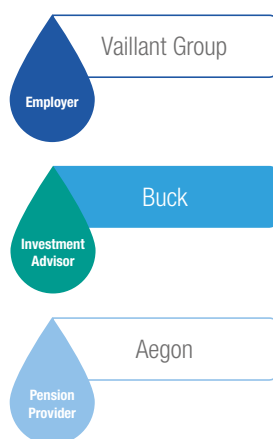 Vaillant Group
Employer
Buck
Investment
Advisor
Aegon
Pension
Provider